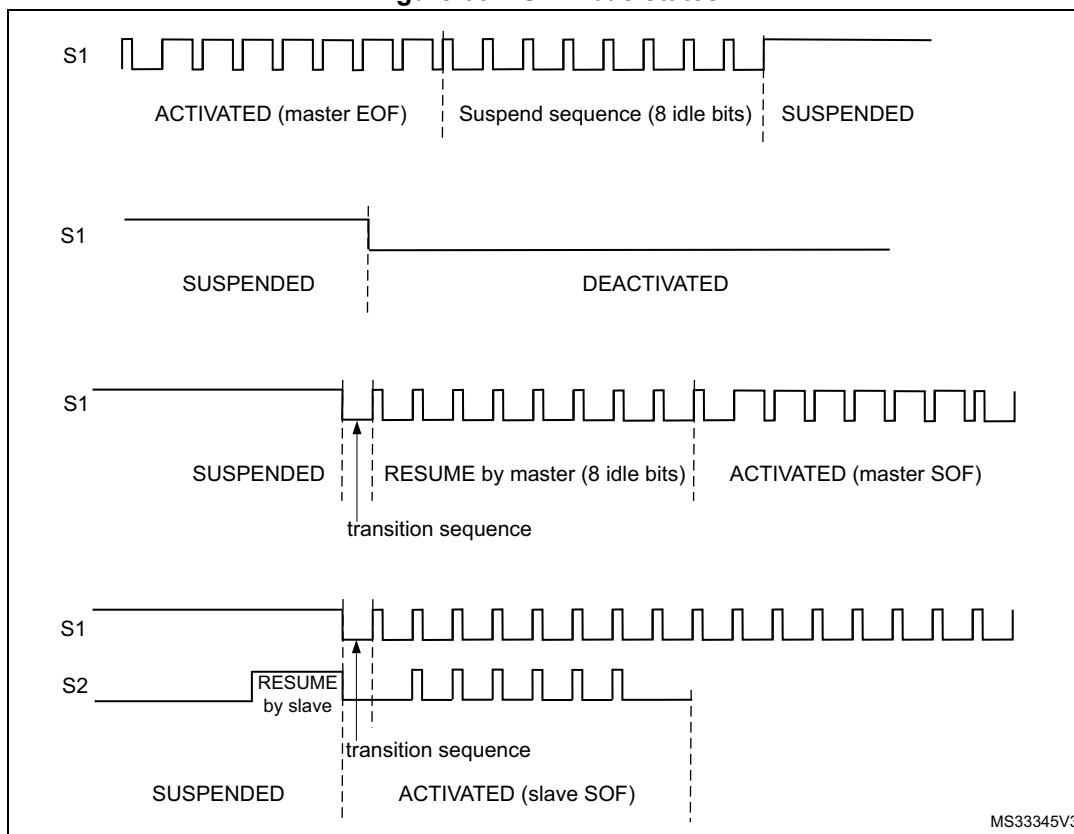 S1
ACTIVATED (master EOF) Suspend sequence (8 idle bits) SUSPENDED
S1
SUSPENDED DEACTIVATED
S1
SUSPENDED RESUME by master (8 idle bits) ACTIVATED (master SOF)
transition sequence
S1
S2
RESUME
by slave
transition sequence
SUSPENDED ACTIVATED (slave SOF)
MS33345V3